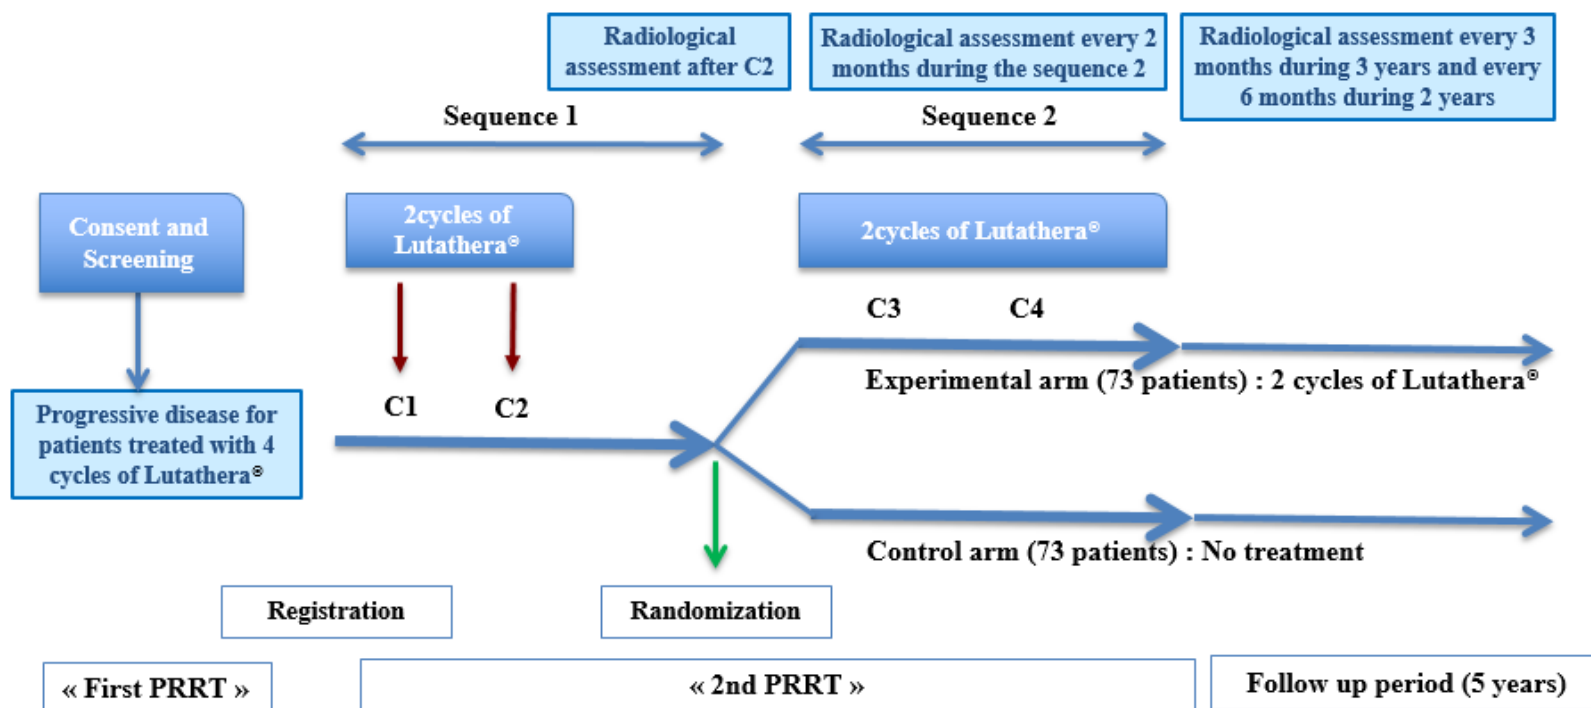 Radiological
assessment after C2
Radiological assessment every 2
months during the sequence 2
Radiological assessment every 3
months during 3 years and every
6 months during 2 years
Sequence 1
Sequence 2
Consent and
Screening
2cycles of
Lutathera®
2cycles of Lutathera®
C3
C4
Experimental arm (73 patients) : 2 cycles of Lutathera®
Progressive disease for
patients treated with 4
cycles of Lutathera®
C1
C2
Control arm (73 patients) : No treatment
Registration
Randomization
« First PRRT »
« 2nd PRRT »
Follow up period (5 years)